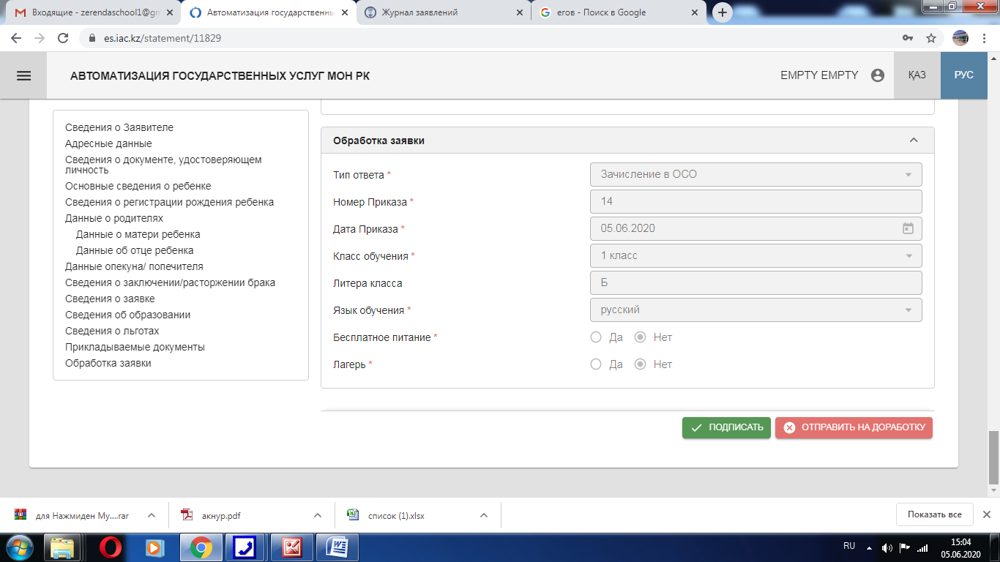 Входящие - zerendaschool1@gm
Автоматизация государственны
Журнал заявлений
егов - Поиск в Google
es.iac.kz/statement/11829
АВТОМАТИЗАЦИЯ ГОСУДАРСТВЕННЫХ УСЛУГ МОН РК
EMPTY EMPTY
ҚАЗ
РУС
Сведения о Заявителе
Адресные данные
Сведения о документе, удостоверяющем
личность
Основные сведения о ребенке
Сведения о регистрации рождения ребенка
Данные о родителях
Данные о матери ребенка
Данные об отце ребенка
Данные опекуна/ попечителя
Сведения о заключении/расторжении брака
Сведения о заявке
Сведения об образовании
Сведения о льготах
Прикладываемые документы
Обработка заявки
Обработка заявки
Тип ответа * Зачисление в ОСО
Номер Приказа * 14
Дата Приказа * 05.06.2020
Класс обучения * 1 класс
Литера класса Б
Язык обучения * русский
Бесплатное питание * Да Нет
Лагерь * Да Нет
ПОДПИСАТЬ
ОТПРАВИТЬ НА ДОРАБОТКУ
для Нажмиден Му....rar
акнур.pdf
список (1).xlsx
Показать все
RU
15:04
05.06.2020